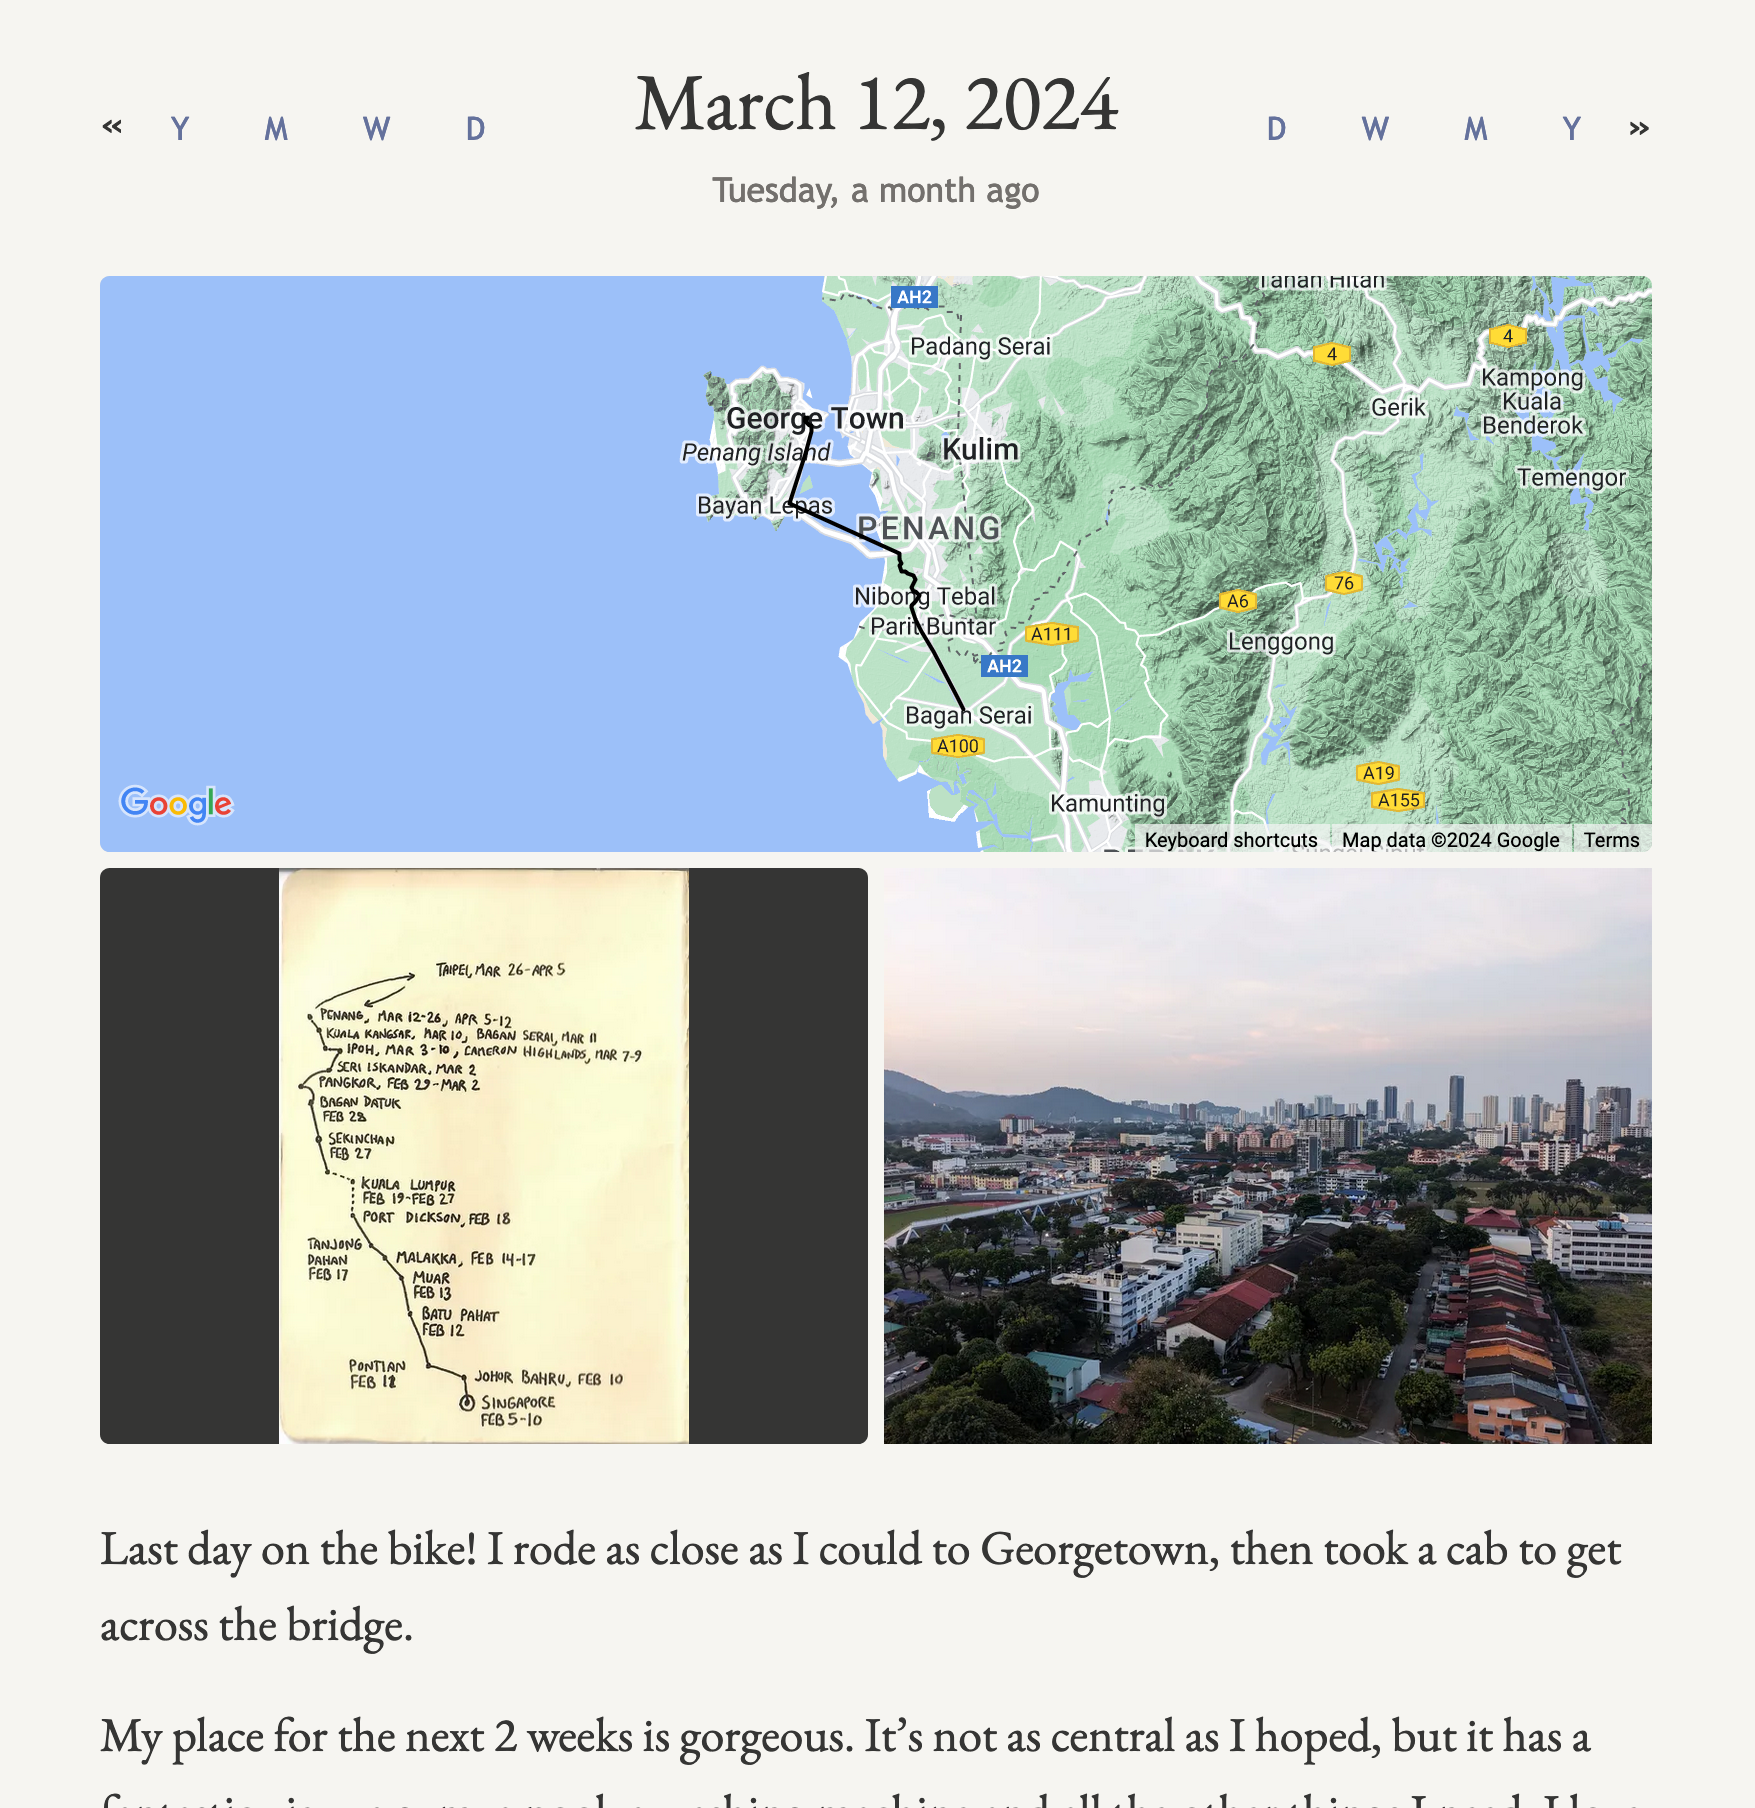 «
Y
M
W
D
March 12, 2024
D
W
M
Y
»
Tuesday, a month ago
AH2
Tanah Hitan
Padang Serai
4
4
Kampong
Kuala
Benderok
Gerik
George Town
Penang Island
Kulim
Temengor
Bayan Lepas
PENANG
76
Nibong Tebal
A6
Parit Buntar
A111
Lenggong
AH2
Bagan Serai
A100
A19
A155
Kamunting
Google
Keyboard shortcuts
Map data ©2024 Google
Terms
TAIPEI, MAR 26-APR 5
PENANG, MAR 12-26, APR 5-12
KUALA KANGSAR, MAR 10, BAGAN SERAI, MAR 11
IPOH, MAR 3-10, CAMERON HIGHLANDS, MAR 7-9
SERI ISKANDAR, MAR 2
PANGKOR, FEB 29-MAR 2
BAGAN DATUK
FEB 28
SEKINCHAN
FEB 27
KUALA LUMPUR
FEB 19-FEB 27
PORT DICKSON, FEB 18
TANJONG
DAHAN
FEB 17
MALAKKA, FEB 14-17
MUAR
FEB 13
BATU PAHAT
FEB 12
PONTIAN
FEB
JOHOR BAHRU, FEB 10
SINGAPORE
FEB 5-10
Last day on the bike! I rode as close as I could to Georgetown, then took a cab to get
across the bridge.
My place for the next 2 weeks is gorgeous. It’s not as central as I hoped, but it has a